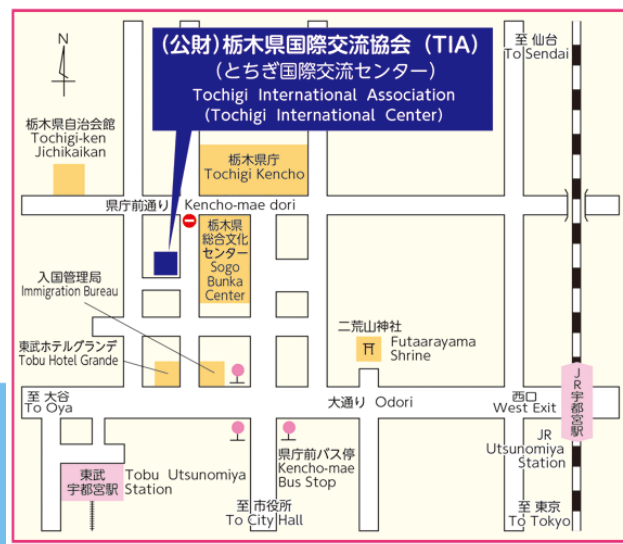 (公財)栃木県国際交流協会 (TIA)
(とちぎ国際交流センター)
Tochigi International Association
(Tochigi International Center)
至 仙台
To Sendai
N
栃木県自治会館
Tochigi-ken
Jichikaikan
栃木県庁
Tochigi Kencho
県庁前通り Kencho-mae dori
栃木県
総合文化
センター
Sogo
Bunka
Center
入国管理局
Immigration Bureau
東武ホテルグランデ
Tobu Hotel Grande
二荒山神社
Futaarayama
Shrine
至 大谷
To Oya
大通り Odori
西口
West Exit
JR宇都宮駅
JR
Utsunomiya
Station
東武
宇都宮駅
Tobu Utsunomiya
Station
県庁前バス停
Kencho-mae
Bus Stop
至 市役所
To City Hall
至 東京
To Tokyo